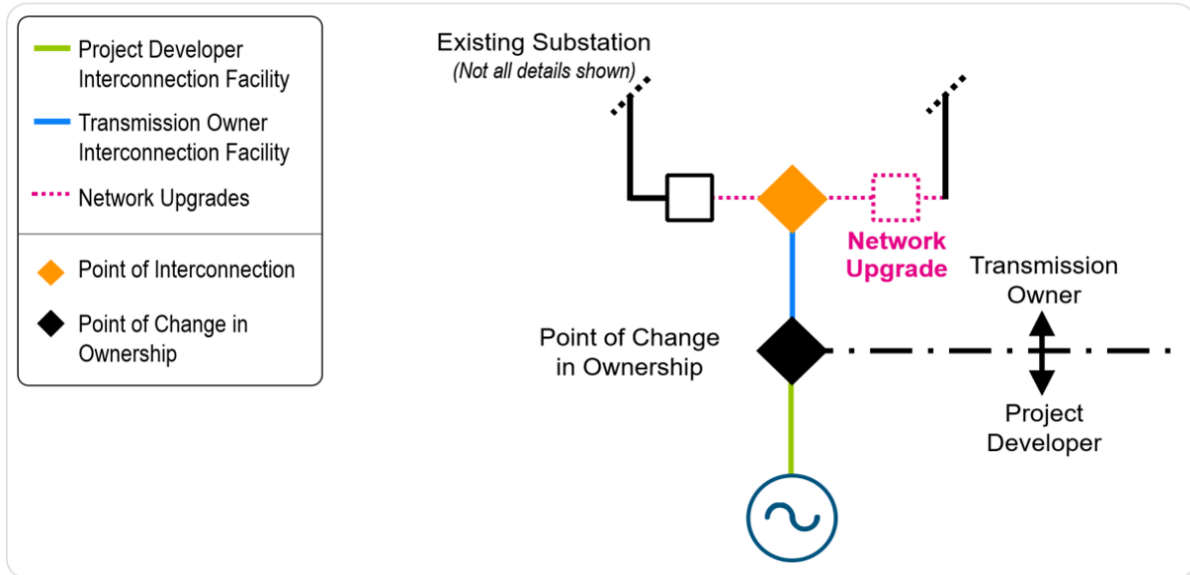 Project Developer
Interconnection Facility
Transmission Owner
Interconnection Facility
Network Upgrades
Point of Interconnection
Point of Change in
Ownership
Existing Substation
(Not all details shown)
Network
Upgrade
Transmission
Owner
Point of Change
in Ownership
Project
Developer